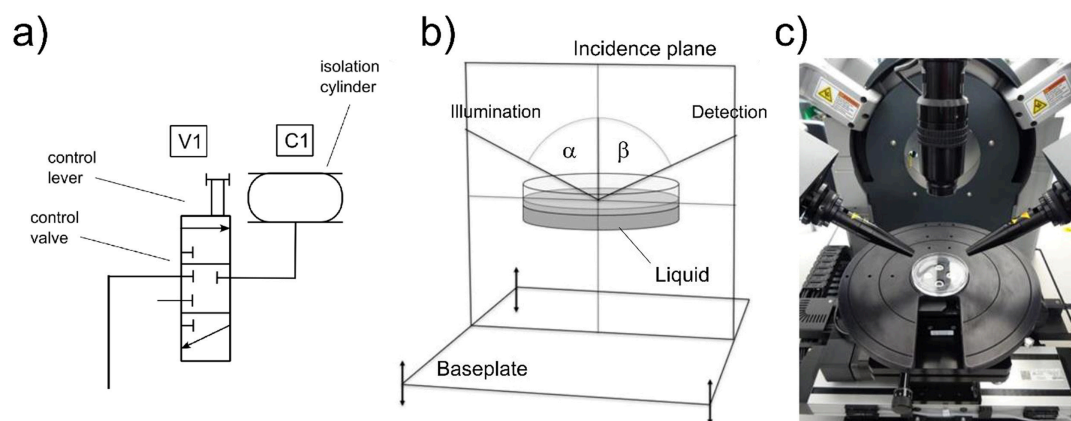 a)
isolation
cylinder
V1
C1
control
lever
control
valve
b)
Incidence plane
Illumination
Detection
α
β
Liquid
Baseplate
c)